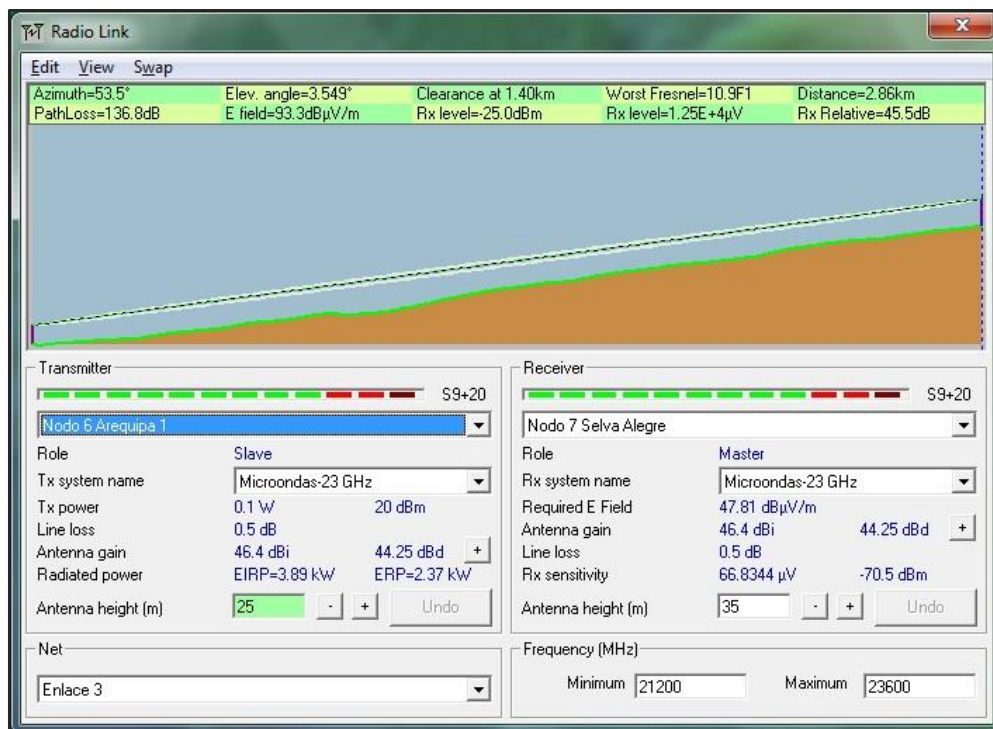 Radio Link
Edit View Swap
Azimuth=53.5° Elev. angle=3.549° Clearance at 1.40km Worst Fresnel=10.9F1 Distance=2.86km
PathLoss=136.8dB E field=93.3dBμV/m Rx level=-25.0dBm Rx level=1.25E+4μV Rx Relative=45.5dB
Transmitter
S9+20
Nodo 6 Arequipa 1
Role Slave
Tx system name Microondas-23 GHz
Tx power 0.1 W 20 dBm
Line loss 0.5 dB
Antenna gain 46.4 dBi 44.25 dBd +
Radiated power EIRP=3.89 kW ERP=2.37 kW
Antenna height (m) 25 - + Undo
Receiver
S9+20
Nodo 7 Selva Alegre
Role Master
Rx system name Microondas-23 GHz
Required E Field 47.81 dBμV/m
Antenna gain 46.4 dBi 44.25 dBd +
Line loss 0.5 dB
Rx sensitivity 66.8344 μV -70.5 dBm
Antenna height (m) 35 - + Undo
Net
Enlace 3
Frequency (MHz)
Minimum 21200 Maximum 23600